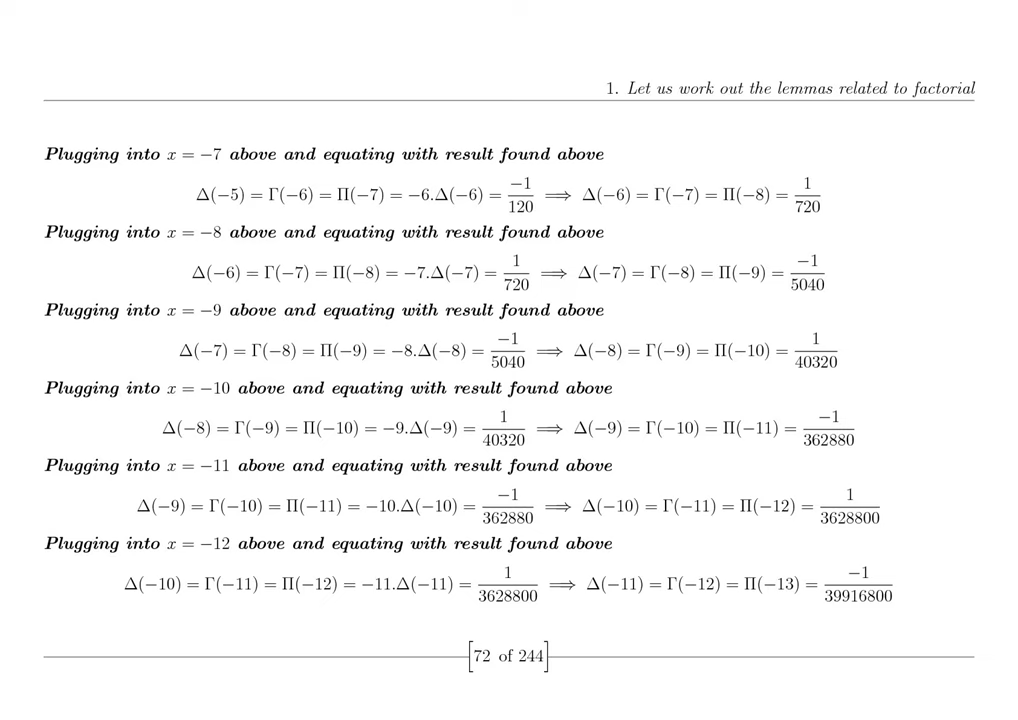 1. Let us work out the lemmas related to factorial
Plugging into x = −7 above and equating with result found above
Δ(−5) = Γ(−6) = Π(−7) = −6.Δ(−6) = −1/120 ⟹ Δ(−6) = Γ(−7) = Π(−8) = 1/720
Plugging into x = −8 above and equating with result found above
Δ(−6) = Γ(−7) = Π(−8) = −7.Δ(−7) = 1/720 ⟹ Δ(−7) = Γ(−8) = Π(−9) = −1/5040
Plugging into x = −9 above and equating with result found above
Δ(−7) = Γ(−8) = Π(−9) = −8.Δ(−8) = −1/5040 ⟹ Δ(−8) = Γ(−9) = Π(−10) = 1/40320
Plugging into x = −10 above and equating with result found above
Δ(−8) = Γ(−9) = Π(−10) = −9.Δ(−9) = 1/40320 ⟹ Δ(−9) = Γ(−10) = Π(−11) = −1/362880
Plugging into x = −11 above and equating with result found above
Δ(−9) = Γ(−10) = Π(−11) = −10.Δ(−10) = −1/362880 ⟹ Δ(−10) = Γ(−11) = Π(−12) = 1/3628800
Plugging into x = −12 above and equating with result found above
Δ(−10) = Γ(−11) = Π(−12) = −11.Δ(−11) = 1/3628800 ⟹ Δ(−11) = Γ(−12) = Π(−13) = −1/39916800
[72 of 244]